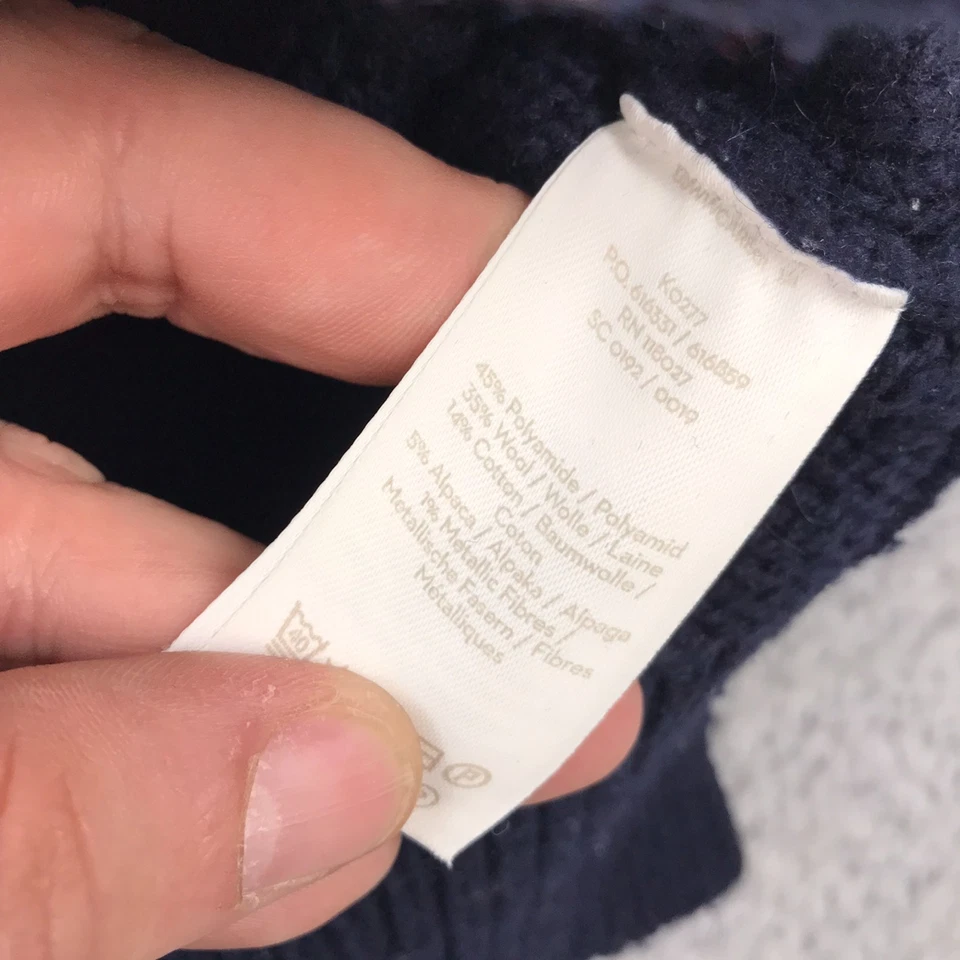 K0277
P.O. 616331 / 616859
RN 118027
SC 0192 / 0019
45% Polyamide / Polyamid
35% Wool / Wolle / Laine
14% Cotton / Baumwolle /
Coton
5% Alpaca / Alpaka / Alpaga
1% Metallic Fibres /
Metallische Fasern / Fibres
Métalliques
40
P